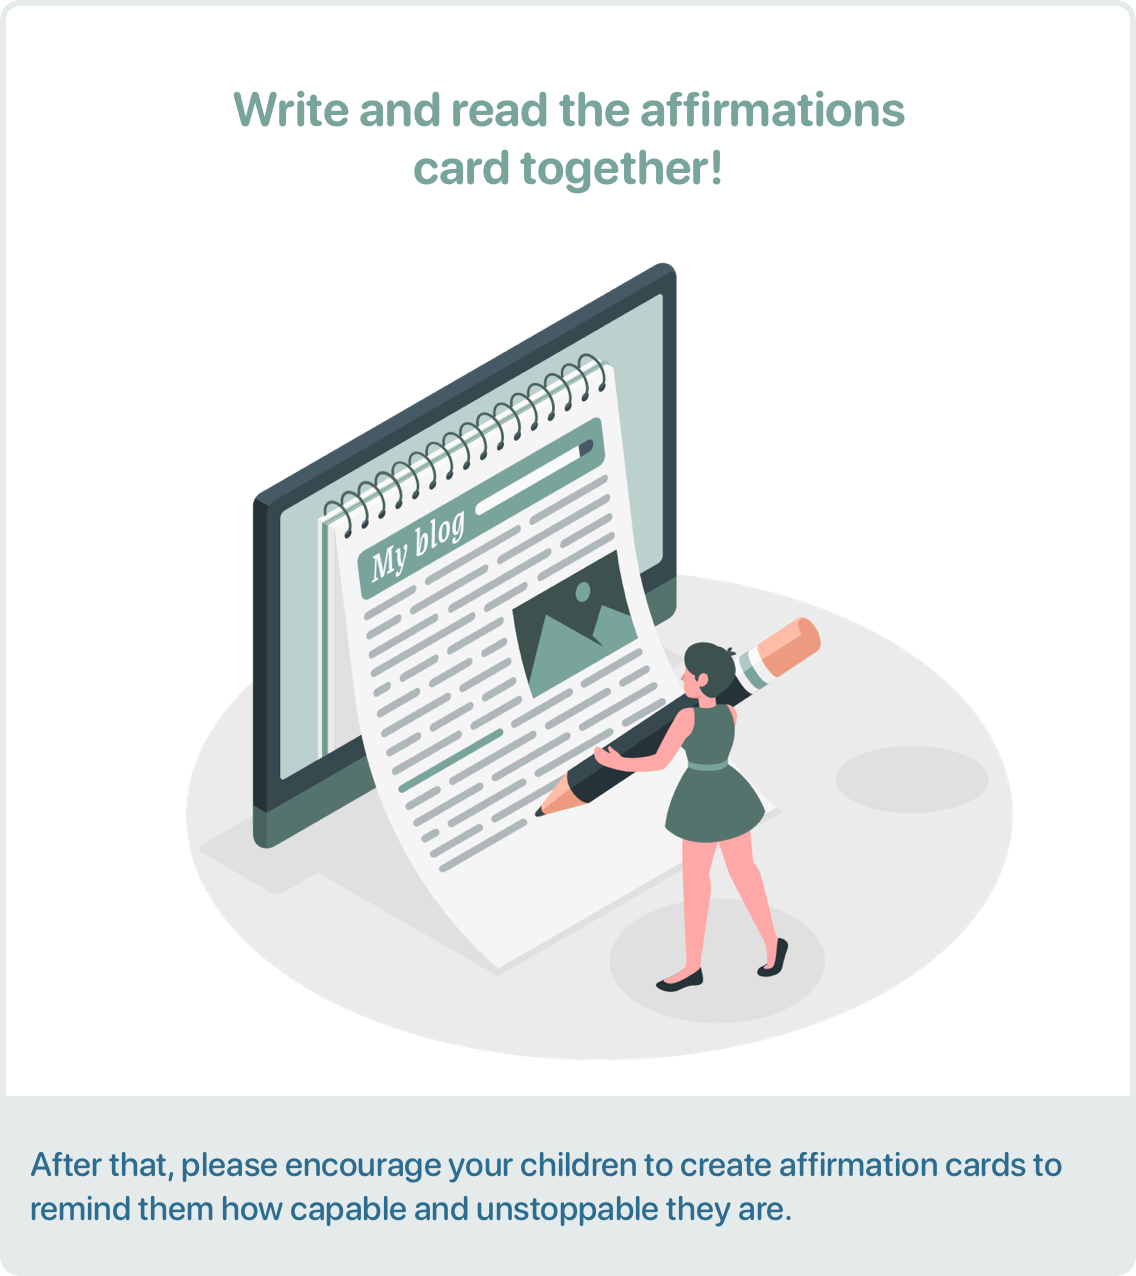 Write and read the affirmations
card together!
My blog
After that, please encourage your children to create affirmation cards to
remind them how capable and unstoppable they are.